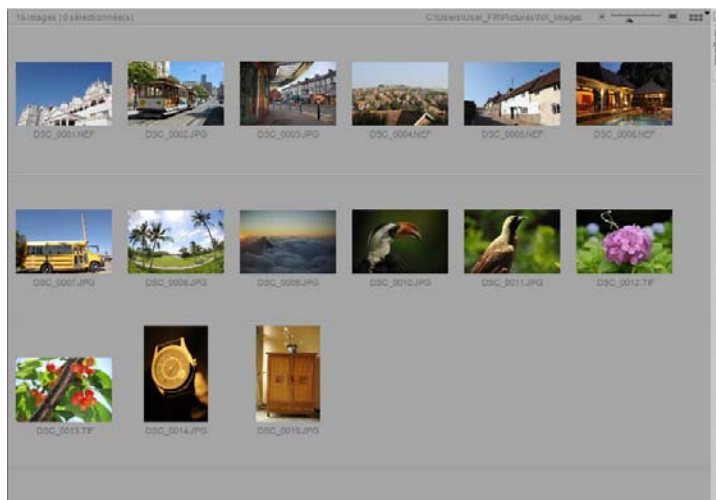 15 images | 0 sélectionnée(s) C:\Users\User_FR\Pictures\NX_images
DSC_0001.NEF DSC_0002.JPG DSC_0003.JPG DSC_0004.NEF DSC_0005.NEF DSC_0006.NEF
DSC_0007.JPG DSC_0008.JPG DSC_0009.JPG DSC_0010.JPG DSC_0011.JPG DSC_0012.TIF
DSC_0013.TIF DSC_0014.JPG DSC_0015.JPG